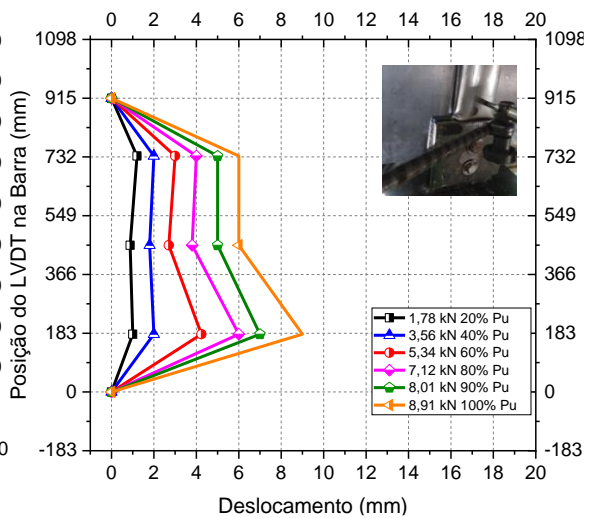 0 2 4 6 8 10 12 14 16 18 20
1098 1098
915 915
732 732
549 549
366 366
183 183
0 0
-183 -183
0 2 4 6 8 10 12 14 16 18 20
Posição do LVDT na Barra (mm)
Deslocamento (mm)
1,78 kN 20% Pu
3,56 kN 40% Pu
5,34 kN 60% Pu
7,12 kN 80% Pu
8,01 kN 90% Pu
8,91 kN 100% Pu